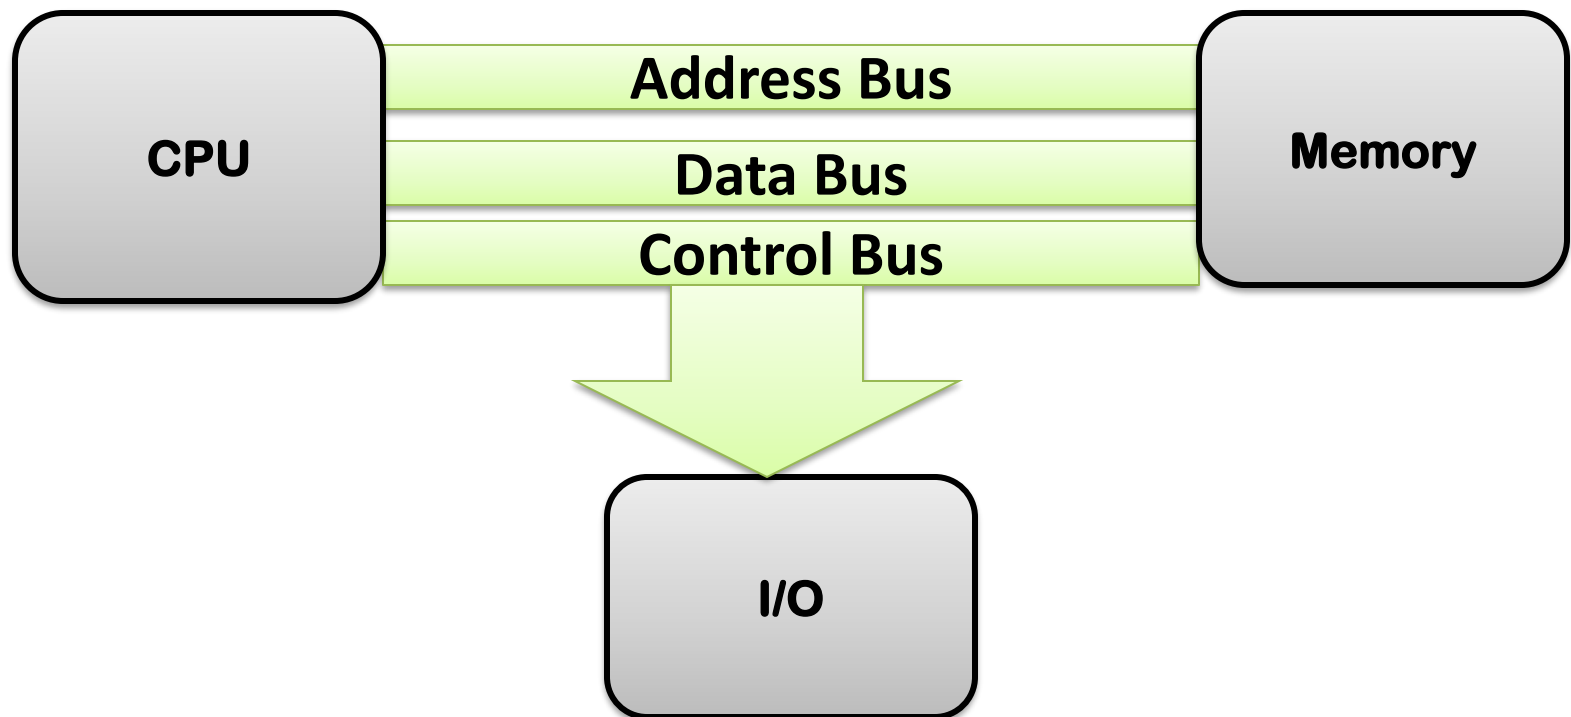 Address Bus
CPU
Memory
Data Bus
Control Bus
I/O